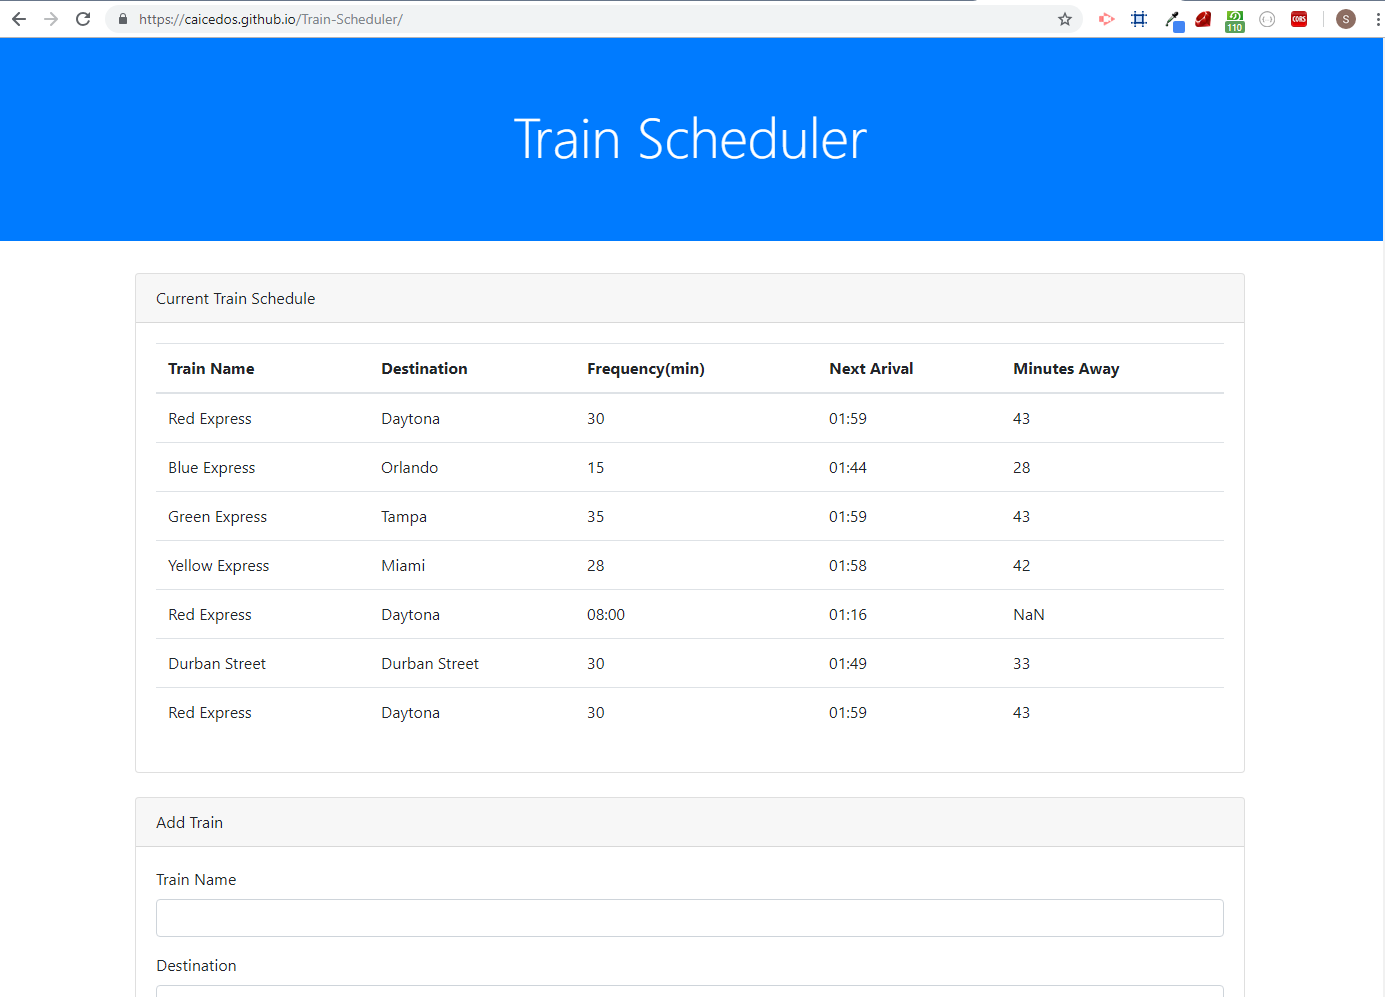 https://caicedos.github.io/Train-Scheduler/
110
CORS
S
Train Scheduler
Current Train Schedule
Train Name Destination Frequency(min) Next Arival Minutes Away
Red Express Daytona 30 01:59 43
Blue Express Orlando 15 01:44 28
Green Express Tampa 35 01:59 43
Yellow Express Miami 28 01:58 42
Red Express Daytona 08:00 01:16 NaN
Durban Street Durban Street 30 01:49 33
Red Express Daytona 30 01:59 43
Add Train
Train Name
Destination